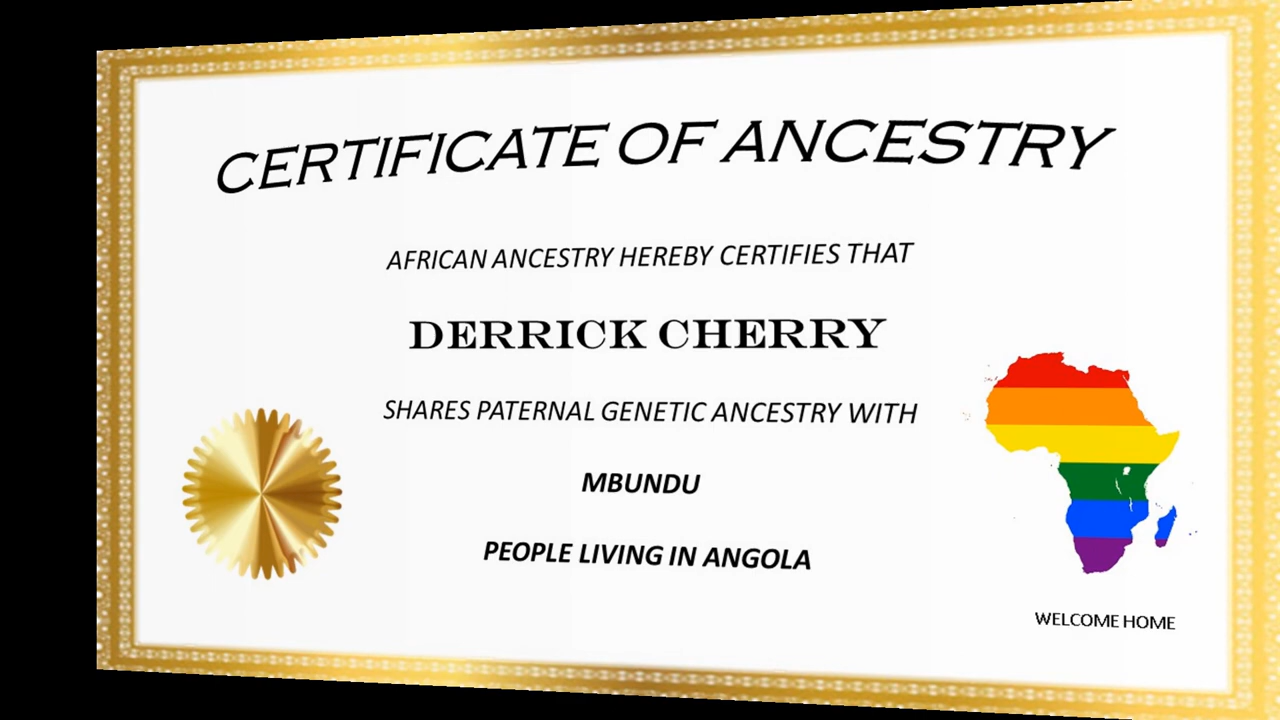 CERTIFICATE OF ANCESTRY
AFRICAN ANCESTRY HEREBY CERTIFIES THAT
DERRICK CHERRY
SHARES PATERNAL GENETIC ANCESTRY WITH
MBUNDU
PEOPLE LIVING IN ANGOLA
WELCOME HOME